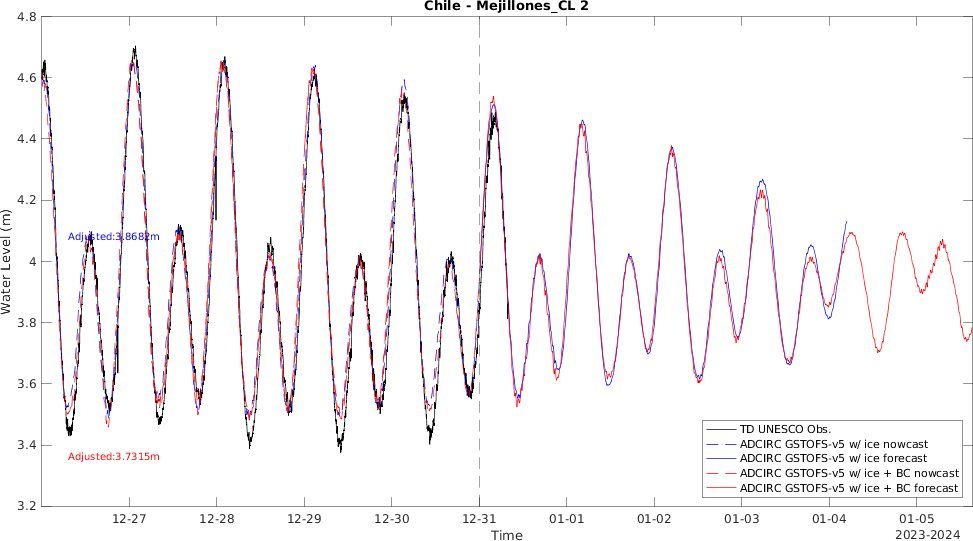 Chile - Mejillones_CL 2
4.8
4.6
4.4
4.2
4
3.8
3.6
3.4
3.2
Water Level (m)
Adjusted:3.8682m
Adjusted:3.7315m
TD UNESCO Obs.
ADCIRC GSTOFS-v5 w/ ice nowcast
ADCIRC GSTOFS-v5 w/ ice forecast
ADCIRC GSTOFS-v5 w/ ice + BC nowcast
ADCIRC GSTOFS-v5 w/ ice + BC forecast
12-27 12-28 12-29 12-30 12-31 01-01 01-02 01-03 01-04 01-05
Time
2023-2024